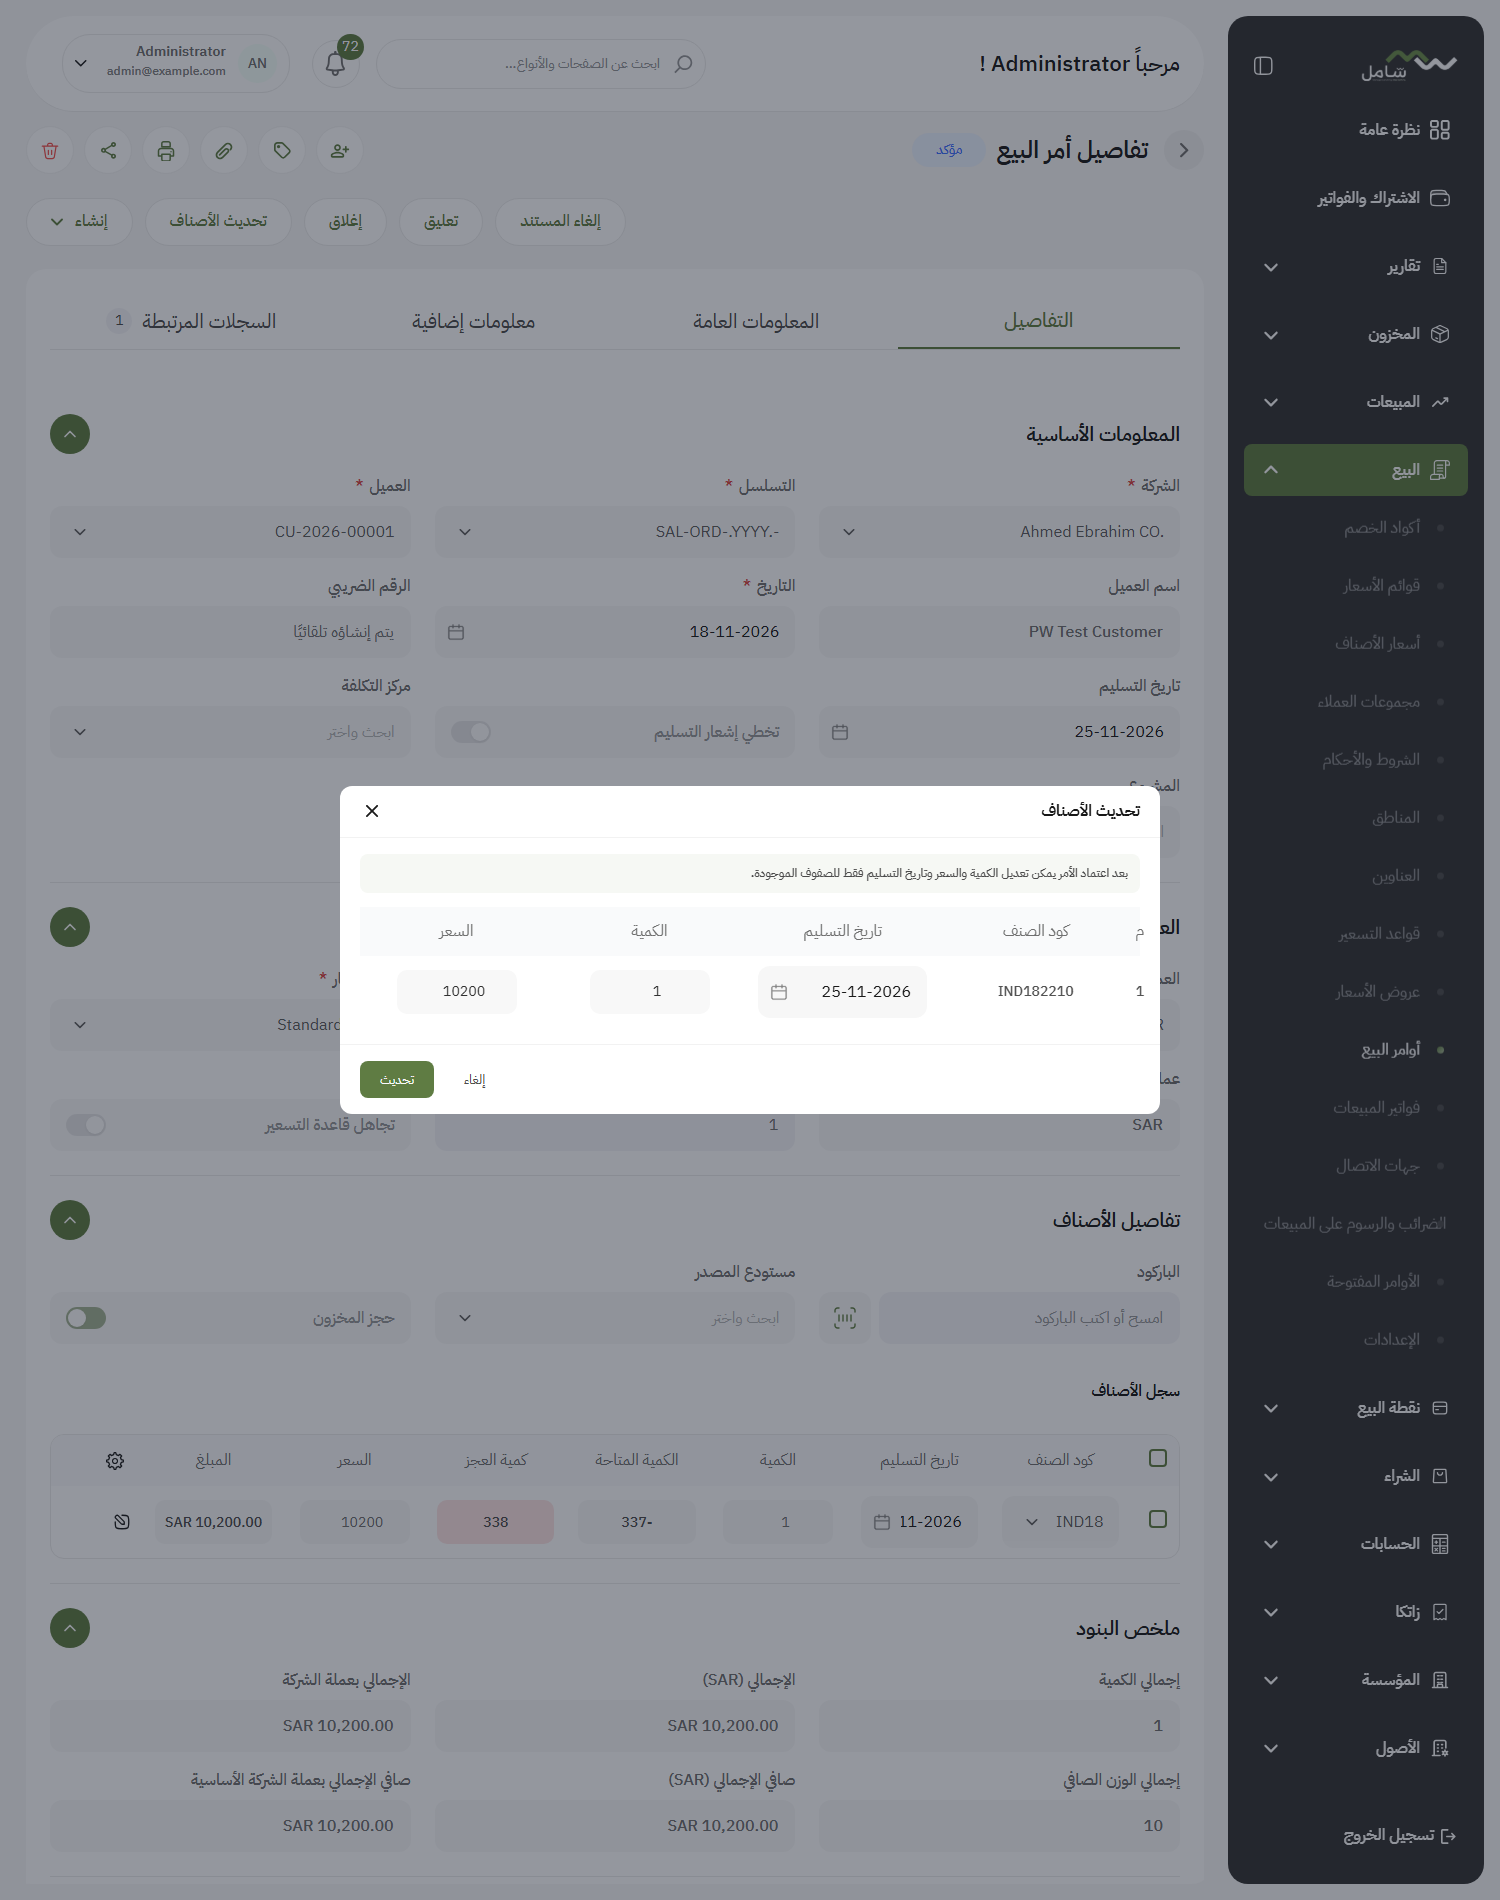 شامل
نظرة عامة
الاشتراك والفواتير
تقارير
المخزون
المبيعات
البيع
أكواد الخصم
قوائم الأسعار
أسعار الأصناف
مجموعات العملاء
الشروط والأحكام
المناطق
العناوين
قواعد التسعير
عروض الأسعار
أوامر البيع
فواتير المبيعات
جهات الاتصال
الضرائب والرسوم على المبيعات
الأوامر المفتوحة
الإعدادات
نقطة البيع
الشراء
الحسابات
زاتكا
المؤسسة
الأصول
تسجيل الخروج
مرحباً Administrator !
ابحث عن الصفحات والأنواع...
72
AN
Administrator
admin@example.com
تفاصيل أمر البيع
مؤكد
إلغاء المستند
تعليق
إغلاق
تحديث الأصناف
إنشاء
التفاصيل
المعلومات العامة
معلومات إضافية
السجلات المرتبطة 1
المعلومات الأساسية
الشركة * التسلسل * العميل *
Ahmed Ebrahim CO. SAL-ORD-.YYYY.- CU-2026-00001
اسم العميل التاريخ * الرقم الضريبي
PW Test Customer 18-11-2026 يتم إنشاؤه تلقائيًا
تاريخ التسليم مركز التكلفة
25-11-2026 تخطي إشعار التسليم ابحث واختر
تحديث الأصناف
بعد اعتماد الأمر يمكن تعديل الكمية والسعر وتاريخ التسليم فقط للصفوف الموجودة.
م كود الصنف تاريخ التسليم الكمية السعر
1 IND182210 25-11-2026 1 10200
إلغاء تحديث
Standard
SAR 1 تجاهل قاعدة التسعير
تفاصيل الأصناف
الباركود مستودع المصدر
امسح أو اكتب الباركود ابحث واختر حجز المخزون
سجل الأصناف
كود الصنف تاريخ التسليم الكمية الكمية المتاحة كمية العجز السعر المبلغ
IND18 11-2026 1 337- 338 10200 SAR 10,200.00
ملخص البنود
إجمالي الكمية الإجمالي (SAR) الإجمالي بعملة الشركة
1 SAR 10,200.00 SAR 10,200.00
إجمالي الوزن الصافي صافي الإجمالي (SAR) صافي الإجمالي بعملة الشركة الأساسية
10 SAR 10,200.00 SAR 10,200.00